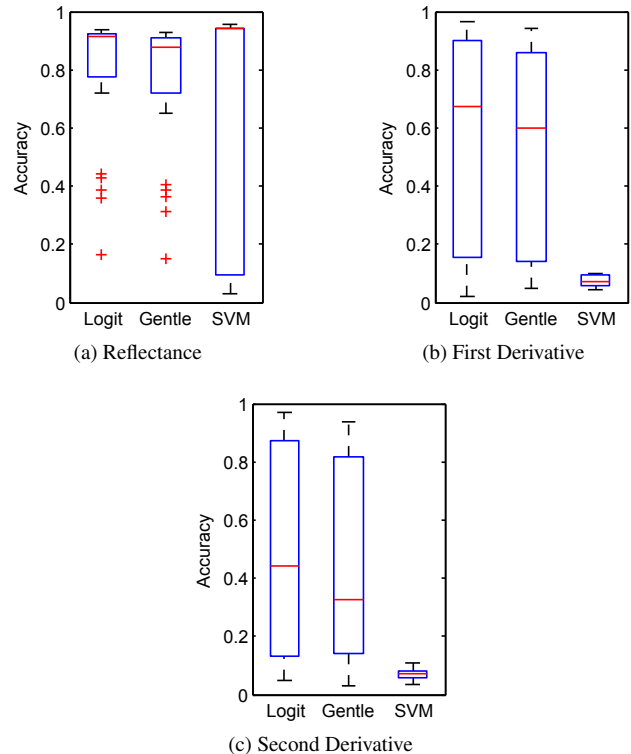 1
0.8
0.6
0.4
0.2
0
Accuracy
Logit Gentle SVM
(a) Reflectance
1
0.8
0.6
0.4
0.2
0
Accuracy
Logit Gentle SVM
(b) First Derivative
1
0.8
0.6
0.4
0.2
0
Accuracy
Logit Gentle SVM
(c) Second Derivative